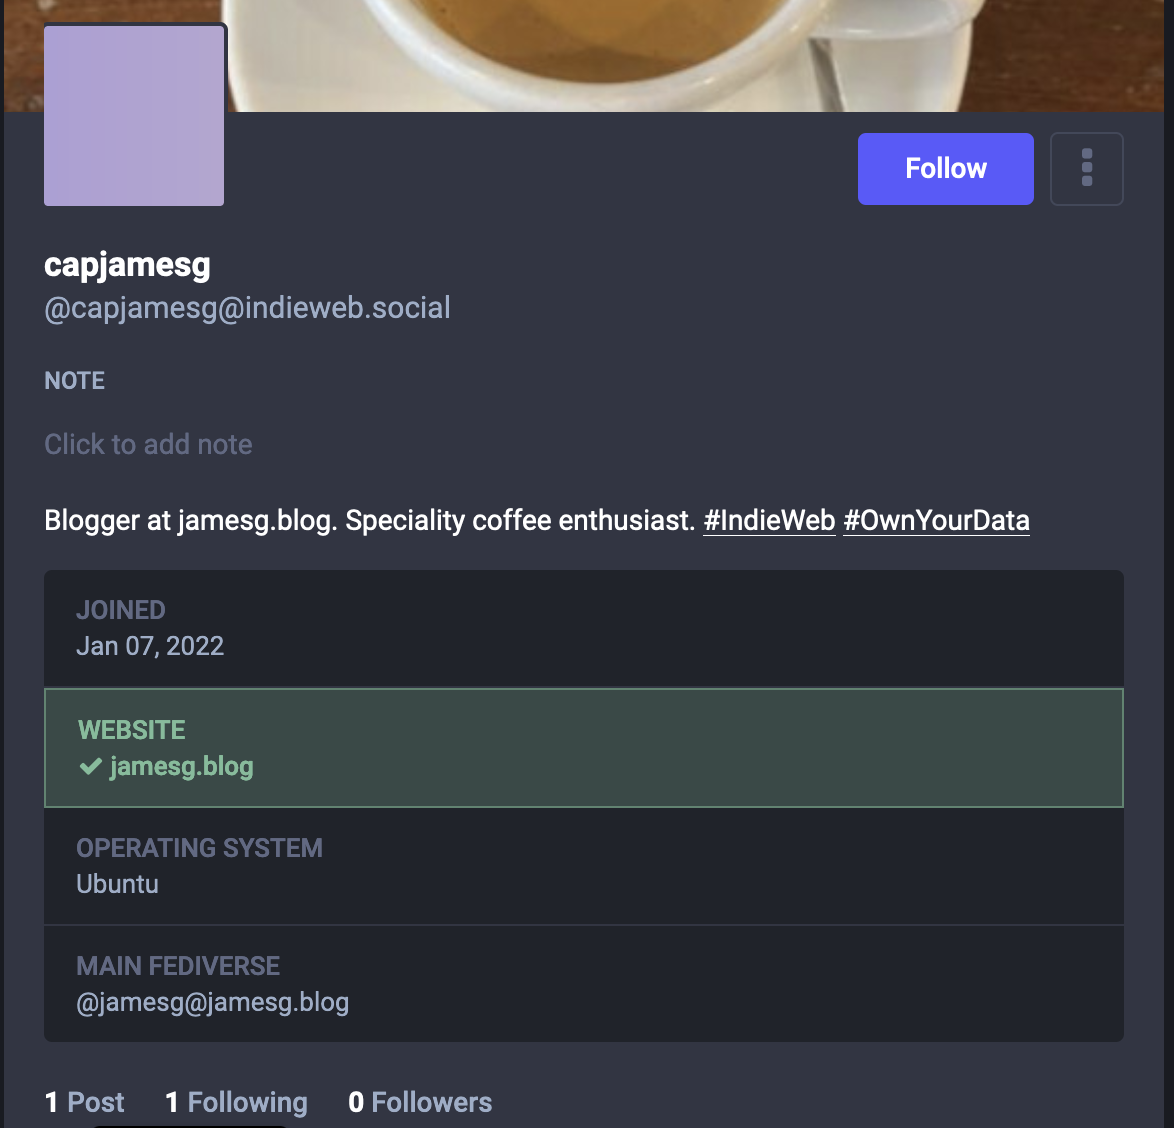 Follow
capjamesg
@capjamesg@indieweb.social
NOTE
Click to add note
Blogger at jamesg.blog. Speciality coffee enthusiast. #IndieWeb #OwnYourData
JOINED
Jan 07, 2022
WEBSITE
jamesg.blog
OPERATING SYSTEM
Ubuntu
MAIN FEDIVERSE
@jamesg@jamesg.blog
1 Post 1 Following 0 Followers